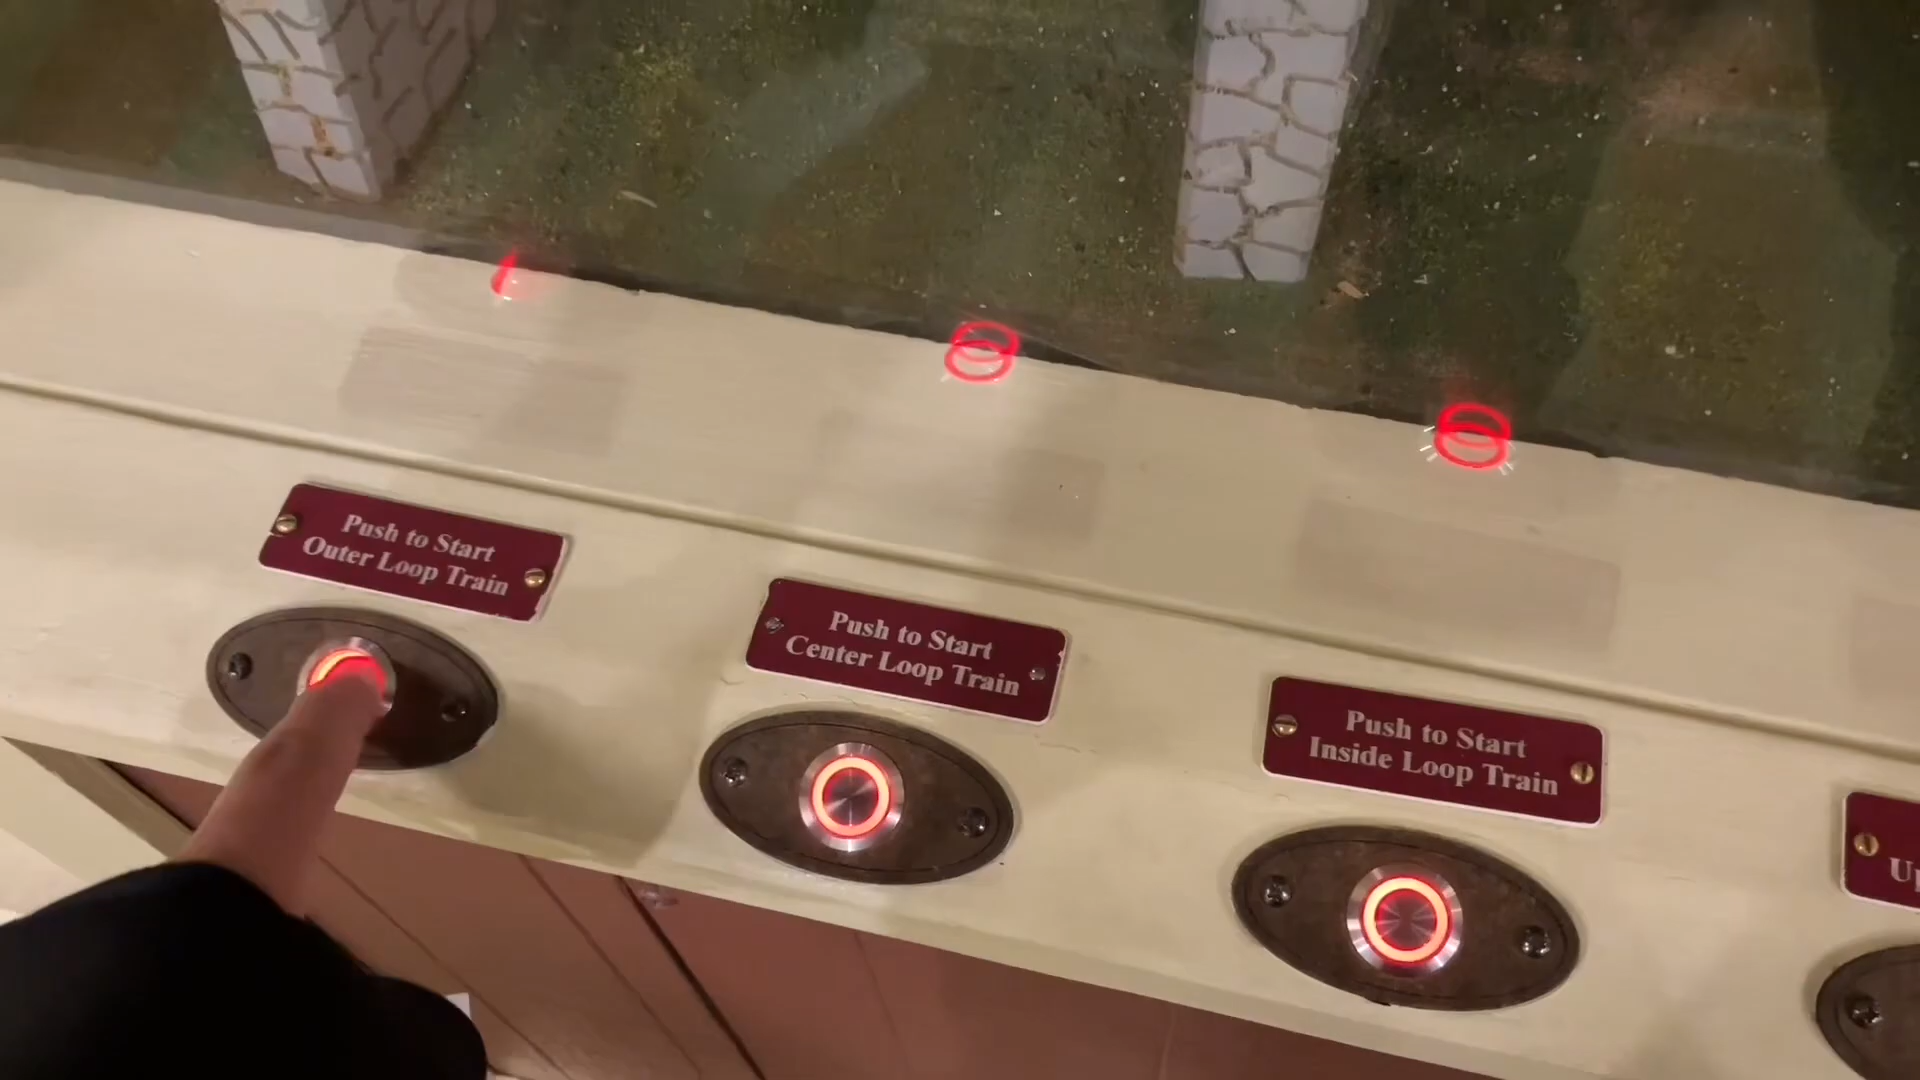 Push to Start
Outer Loop Train
Push to Start
Center Loop Train
Push to Start
Inside Loop Train